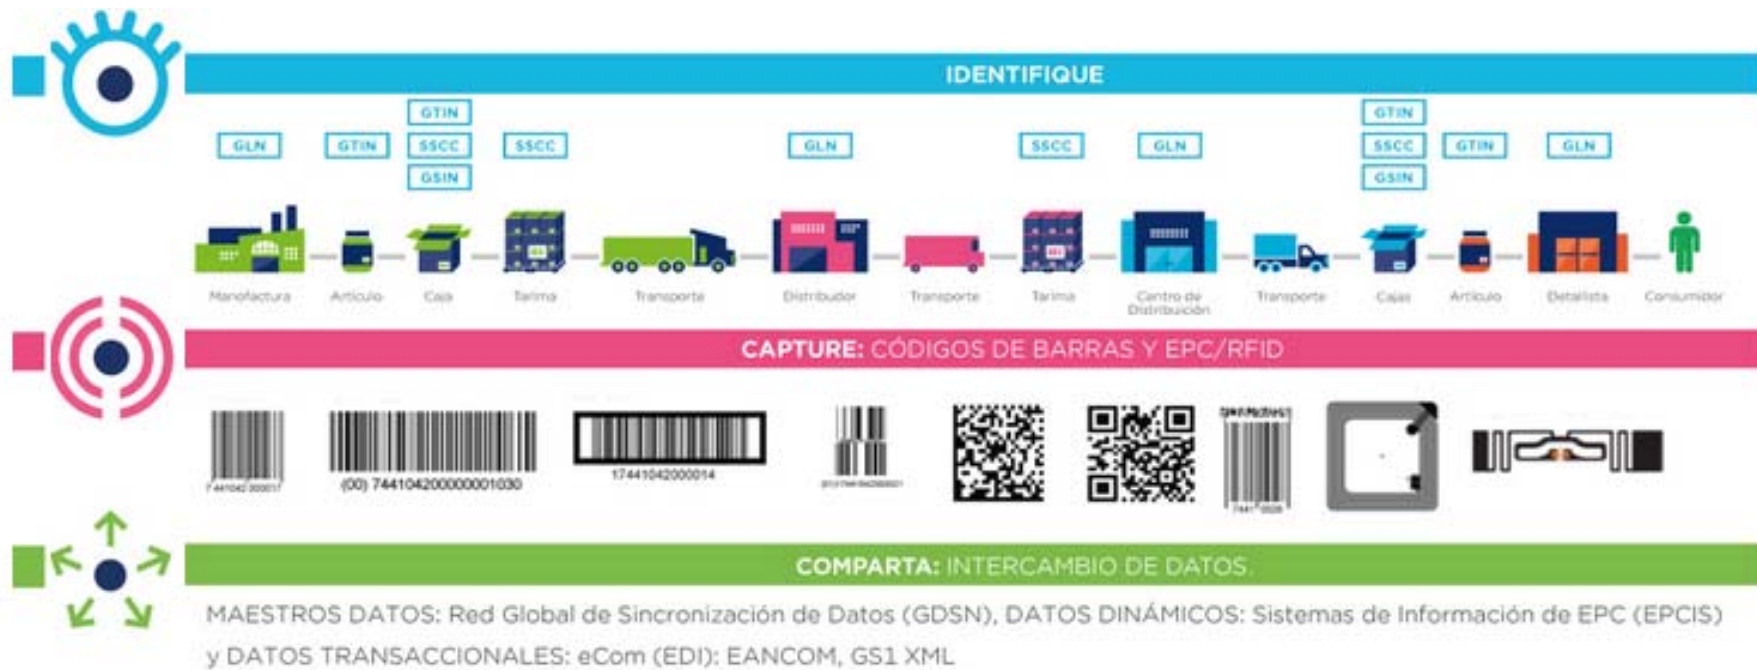 IDENTIFIQUE
GTIN GTIN
GLN GTIN SSCC SSCC GLN SSCC GLN SSCC GTIN GLN
GSIN GSIN
Manofactura Artículo Caja Tarima Transporte Distribudor Transporte Tarima Centro de Transporte Cajas Artículo Detallista Consumidor
Distribuición
CAPTURE: CÓDIGOS DE BARRAS Y EPC/RFID
17441042000014
(00) 744104200000001030
COMPARTA: INTERCAMBIO DE DATOS.
MAESTROS DATOS: Red Global de Sincronización de Datos (GDSN), DATOS DINÁMICOS: Sistemas de Información de EPC (EPCIS)
y DATOS TRANSACCIONALES: eCom (EDI): EANCOM, GS1 XML